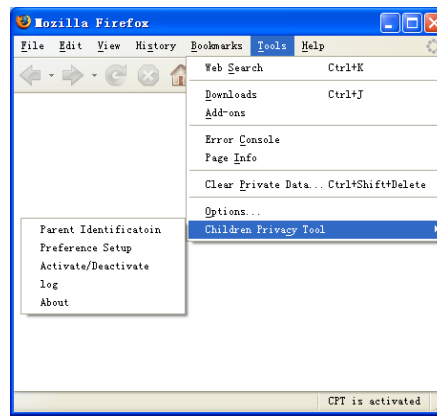 Mozilla Firefox
File Edit View History Bookmarks Tools Help
Web Search Ctrl+K
Downloads Ctrl+J
Add-ons
Error Console
Page Info
Clear Private Data... Ctrl+Shift+Delete
Options...
Children Privacy Tool
Parent Identificatoin
Preference Setup
Activate/Deactivate
log
About
CPT is activated